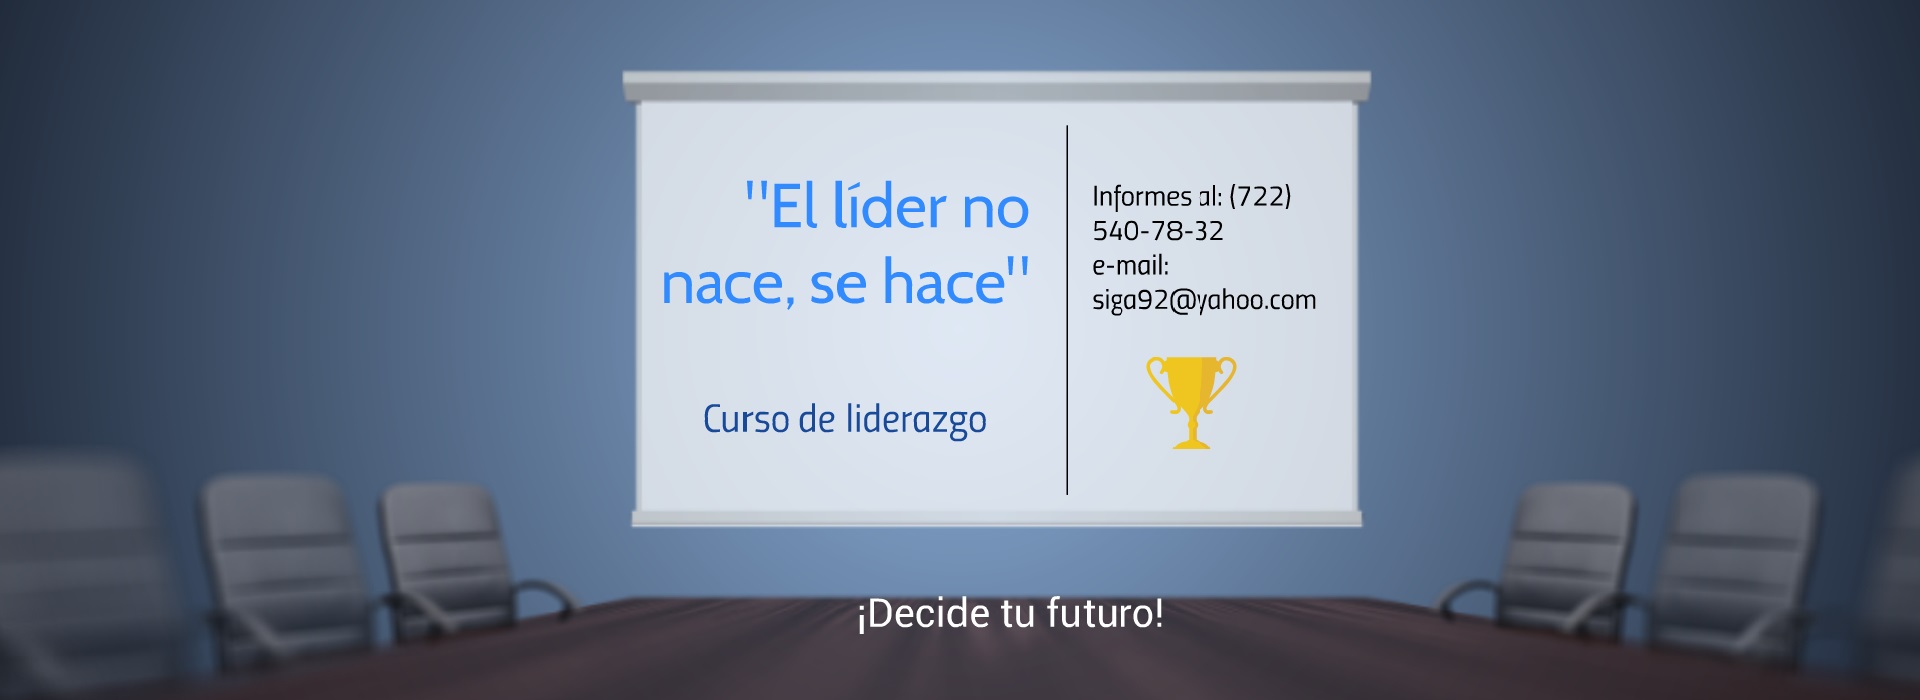 "El líder no
nace, se hace"
Curso de liderazgo
Informes al: (722)
540-78-32
e-mail:
siga92@yahoo.com
¡Decide tu futuro!